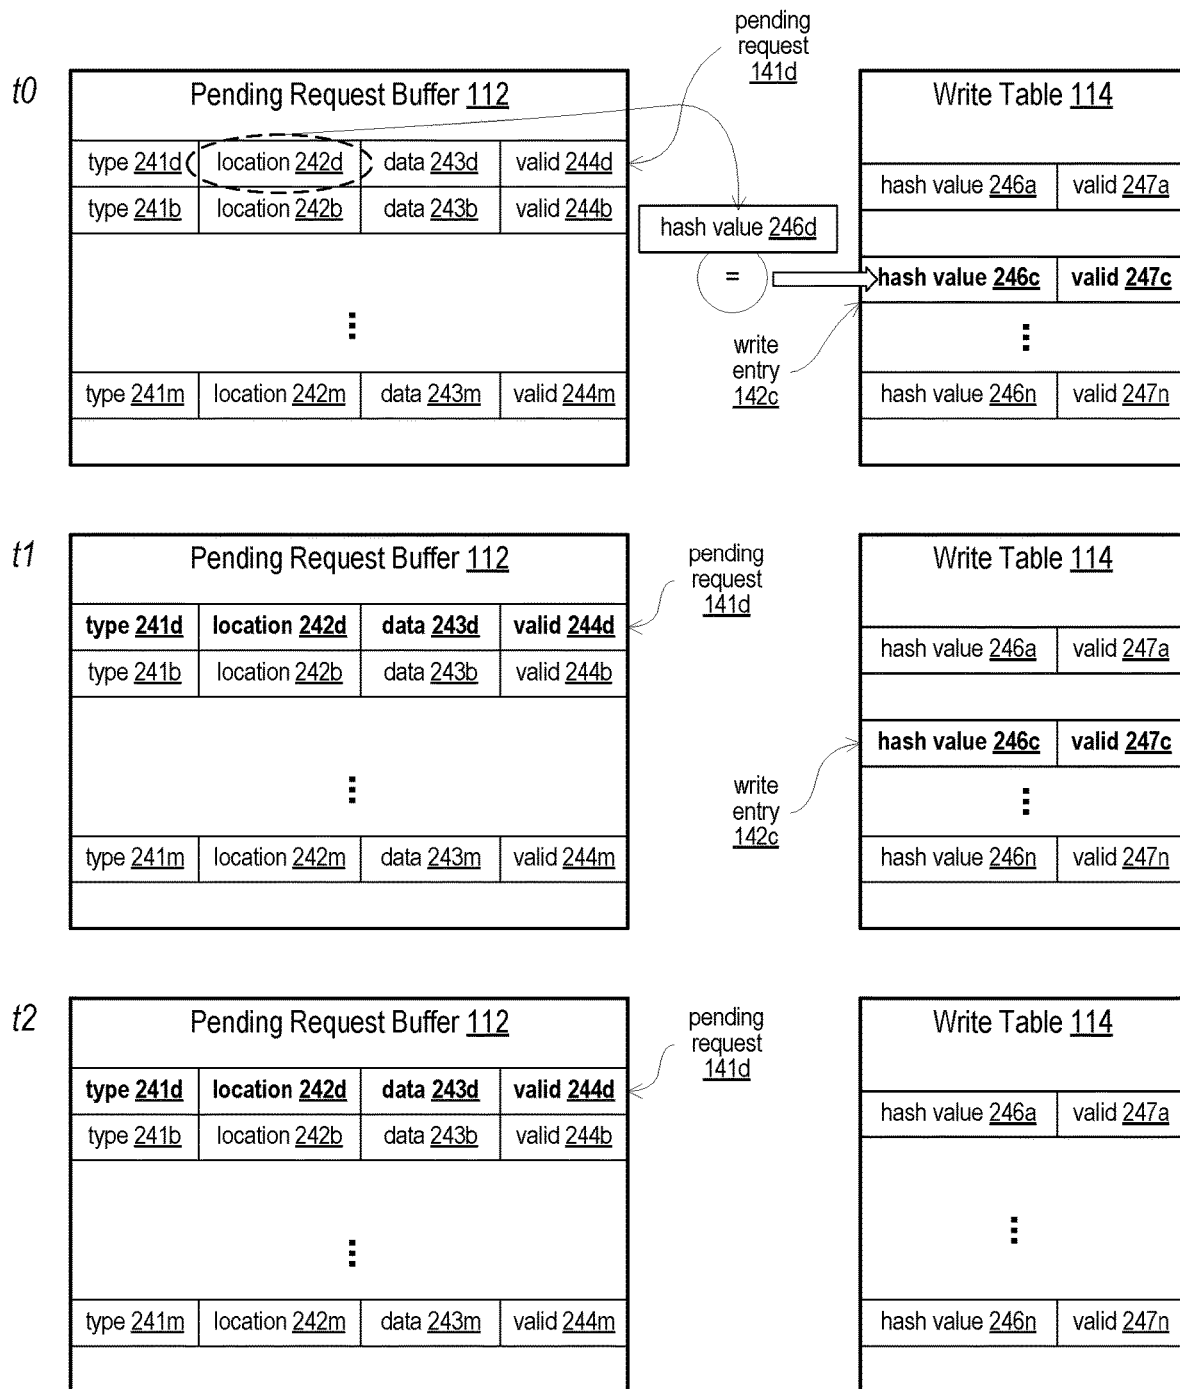 t0
Pending Request Buffer 112
type 241d location 242d data 243d valid 244d
type 241b location 242b data 243b valid 244b
type 241m location 242m data 243m valid 244m
pending
request
141d
hash value 246d
=
write
entry
142c
Write Table 114
hash value 246a valid 247a
hash value 246c valid 247c
hash value 246n valid 247n
t1
Pending Request Buffer 112
type 241d location 242d data 243d valid 244d
type 241b location 242b data 243b valid 244b
type 241m location 242m data 243m valid 244m
pending
request
141d
write
entry
142c
Write Table 114
hash value 246a valid 247a
hash value 246c valid 247c
hash value 246n valid 247n
t2
Pending Request Buffer 112
type 241d location 242d data 243d valid 244d
type 241b location 242b data 243b valid 244b
type 241m location 242m data 243m valid 244m
pending
request
141d
Write Table 114
hash value 246a valid 247a
hash value 246n valid 247n